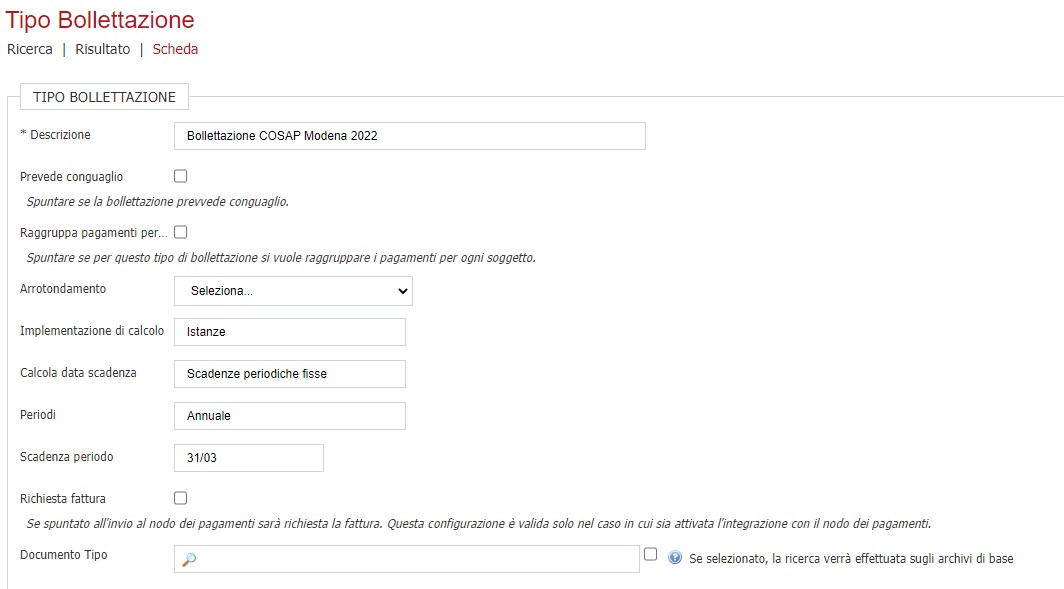 Tipo Bollettazione
Ricerca | Risultato | Scheda
TIPO BOLLETTAZIONE
* Descrizione Bollettazione COSAP Modena 2022
Prevede conguaglio
Spuntare se la bollettazione prevvede conguaglio.
Raggruppa pagamenti per...
Spuntare se per questo tipo di bollettazione si vuole raggruppare i pagamenti per ogni soggetto.
Arrotondamento Seleziona...
Implementazione di calcolo Istanze
Calcola data scadenza Scadenze periodiche fisse
Periodi Annuale
Scadenza periodo 31/03
Richiesta fattura
Se spuntato all'invio al nodo dei pagamenti sarà richiesta la fattura. Questa configurazione è valida solo nel caso in cui sia attivata l'integrazione con il nodo dei pagamenti.
Documento Tipo ? Se selezionato, la ricerca verrà effettuata sugli archivi di base